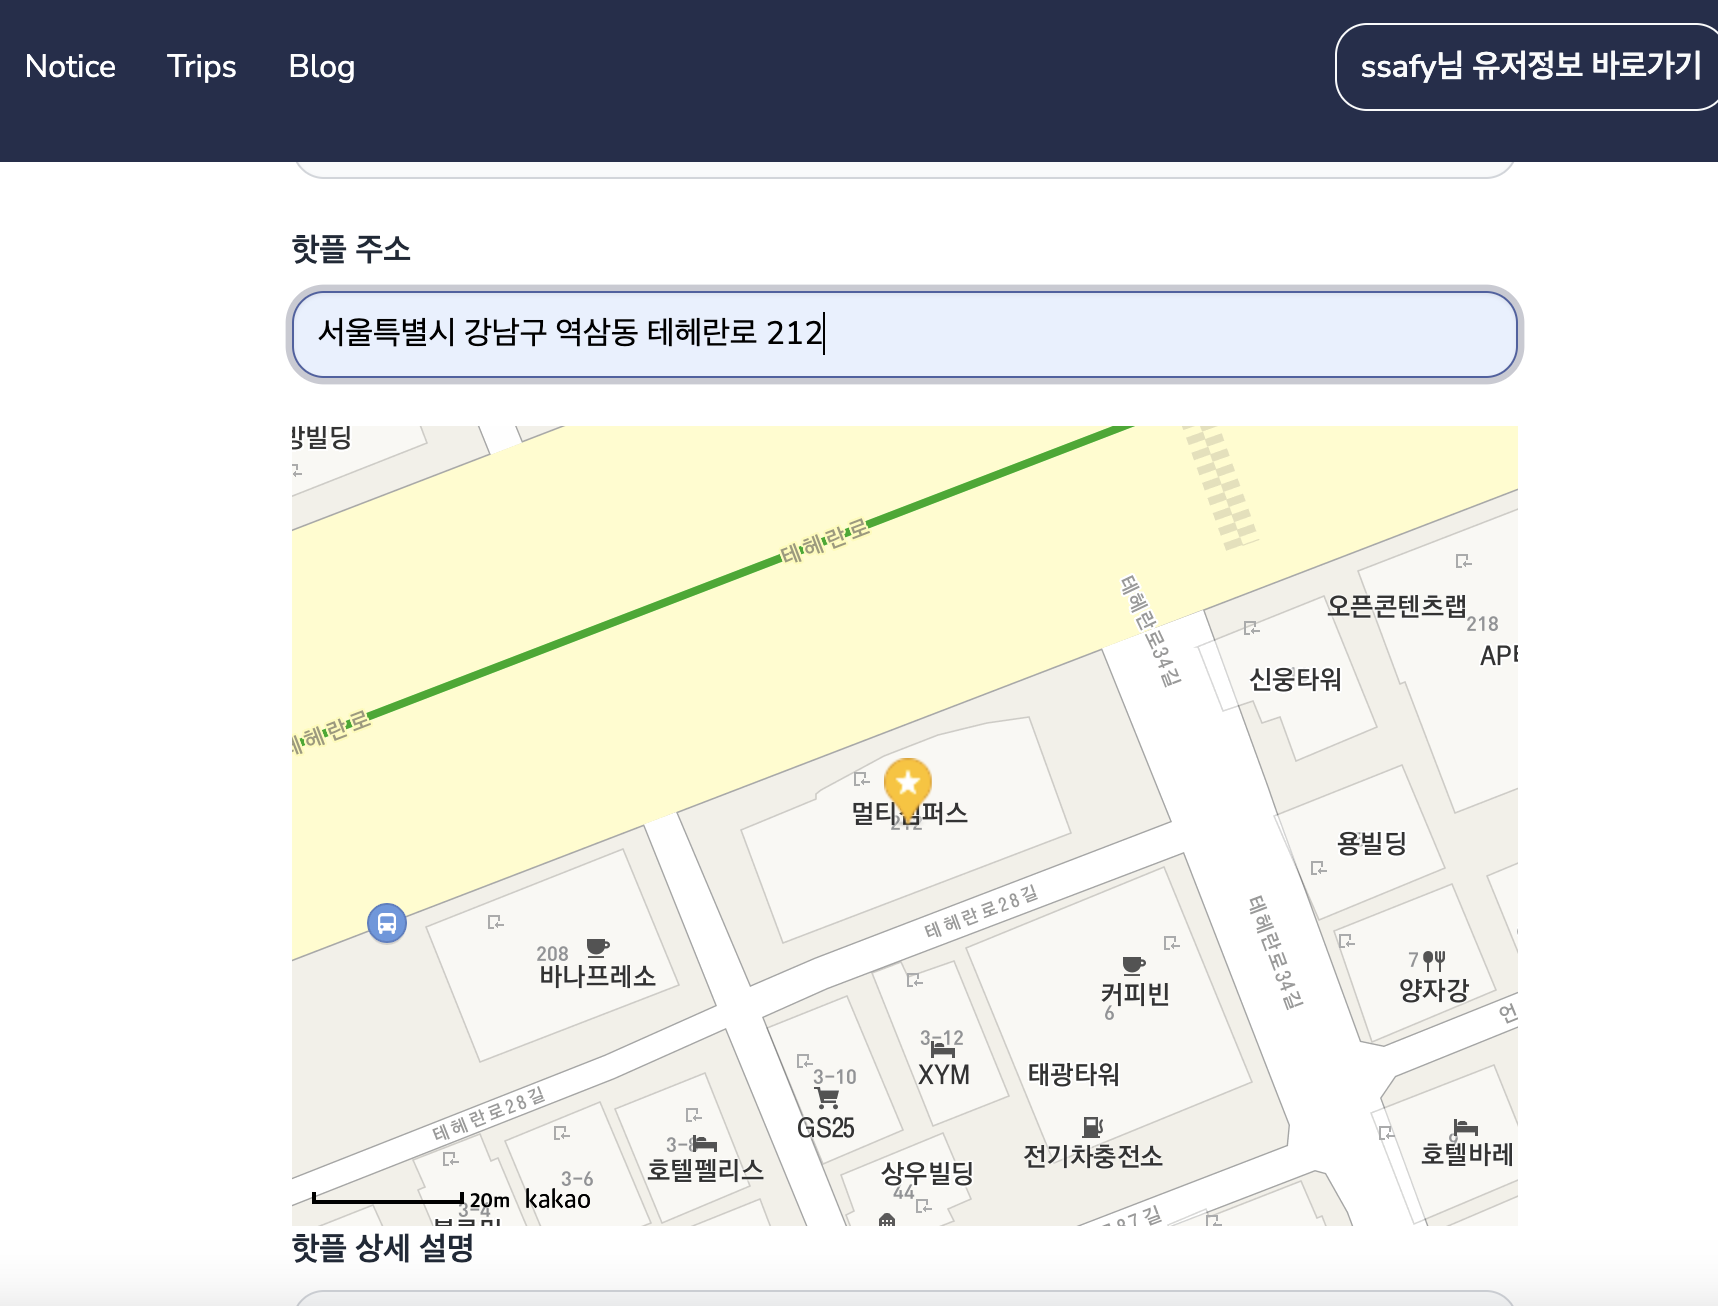 Notice Trips Blog ssafy님 유저정보 바로가기
핫플 주소
서울특별시 강남구 역삼동 테헤란로 212
방빌딩
테헤란로
테헤란로34길
오픈콘텐츠랩
218
신웅타워
테헤란로
멀티캠퍼스
212
용빌딩
테헤란로28길
테헤란로34길
208
바나프레소
커피빈
6
7
양자강
언
3-12
XYM
태광타워
3-10
GS25
테헤란로28길
호텔펠리스
전기차충전소
호텔바레
9
3-6
상우빌딩
44
20m kakao
3-4
핫플 상세 설명